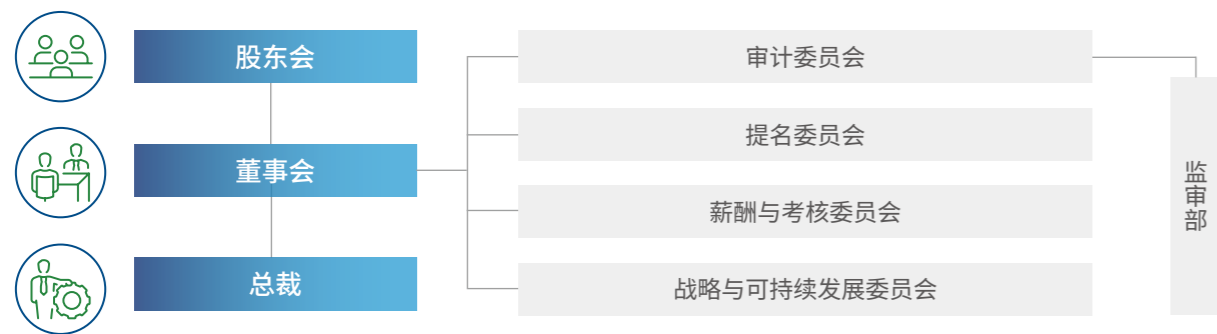 股东会
董事会
总裁
审计委员会
提名委员会
薪酬与考核委员会
战略与可持续发展委员会
监审部